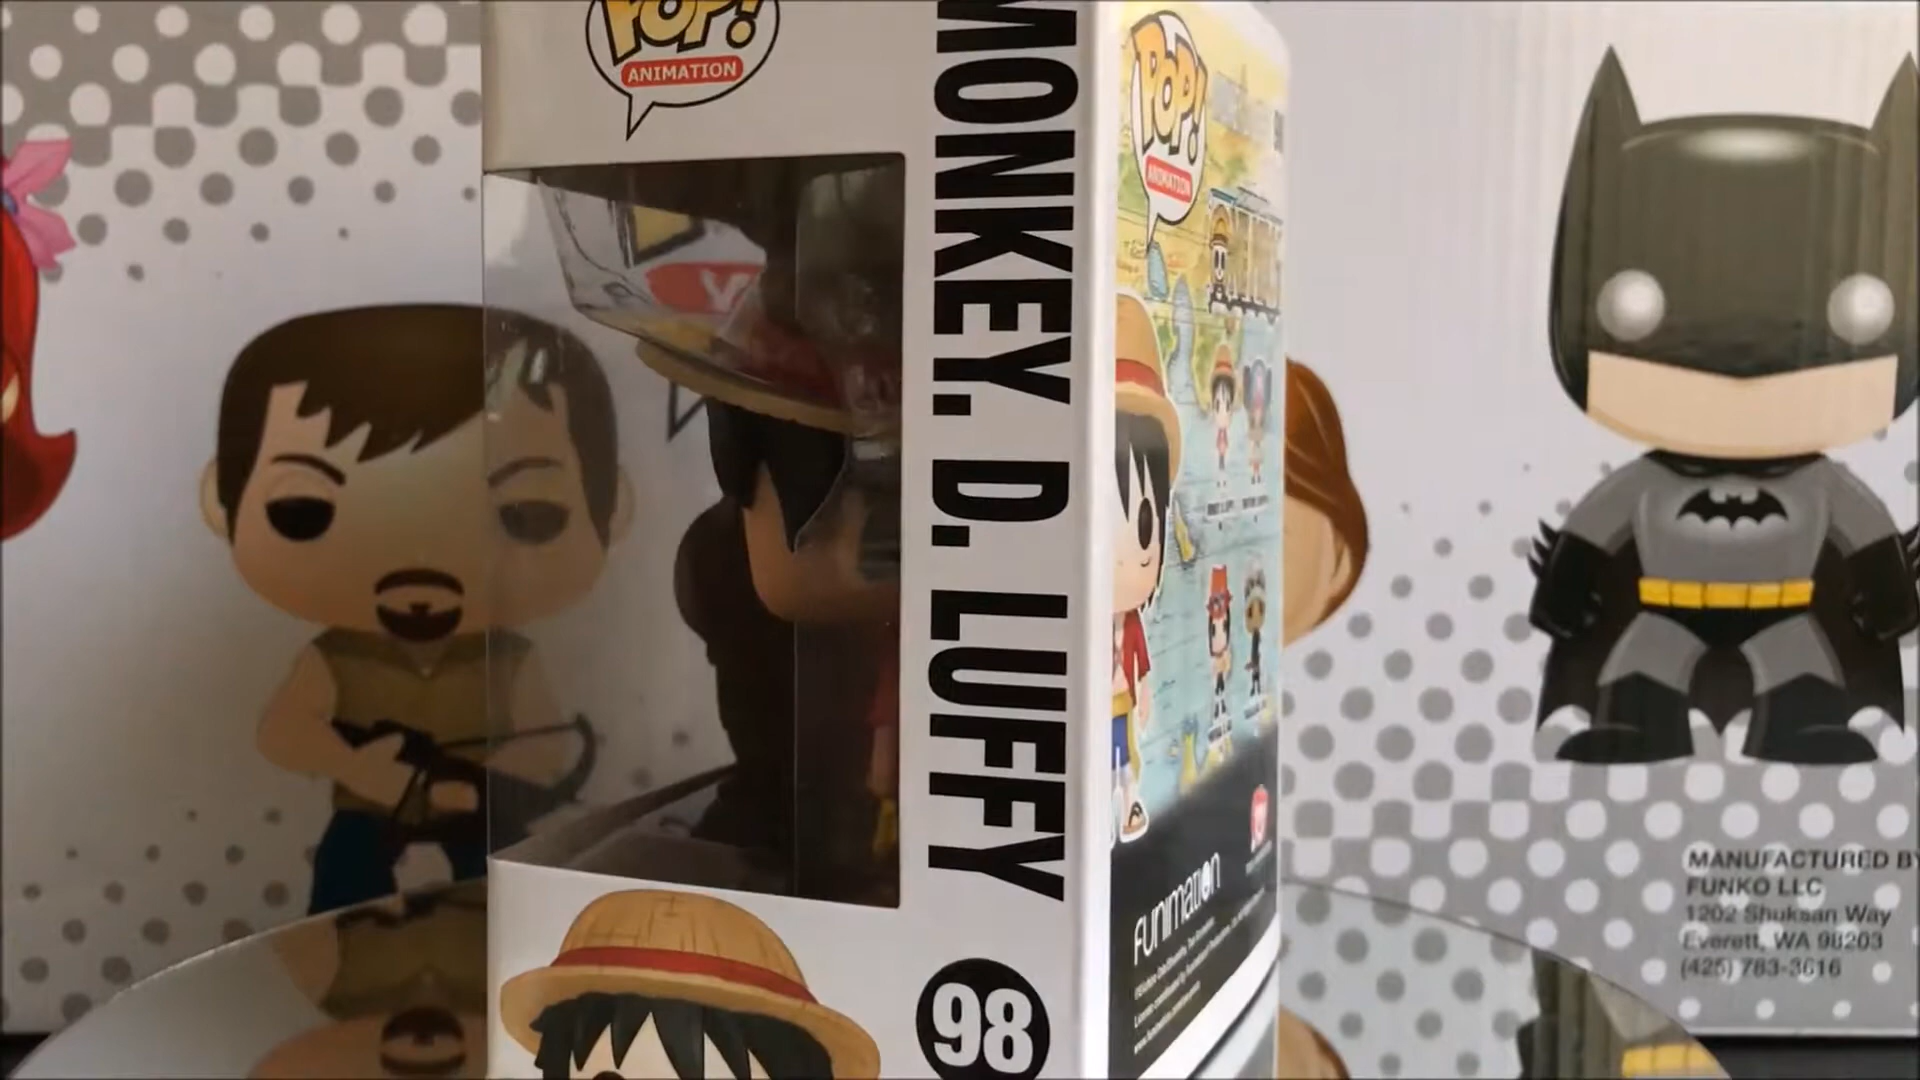 POP!
ANIMATION
MONKEY. D. LUFFY
98
POP!
ANIMATION
FUNIMATION
MANUFACTURED BY
FUNKO LLC
1202 Shuksan Way
Everett, WA 98203
(425) 783-3616